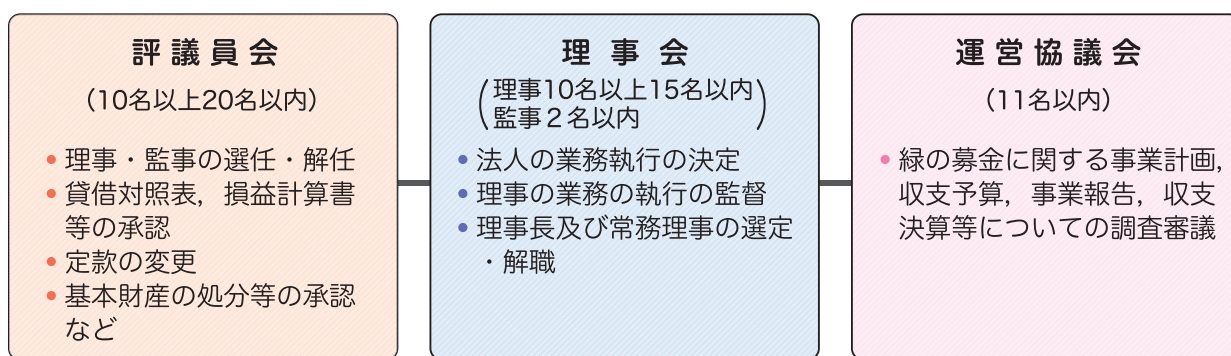 評議員会
（10名以上20名以内）
• 理事・監事の選任・解任
• 貸借対照表，損益計算書
等の承認
• 定款の変更
• 基本財産の処分等の承認
など
理事会
（理事10名以上15名以内
監事２名以内）
• 法人の業務執行の決定
• 理事の業務の執行の監督
• 理事長及び常務理事の選定
・解職
運営協議会
（11名以内）
• 緑の募金に関する事業計画，
収支予算，事業報告，収支
決算等についての調査審議